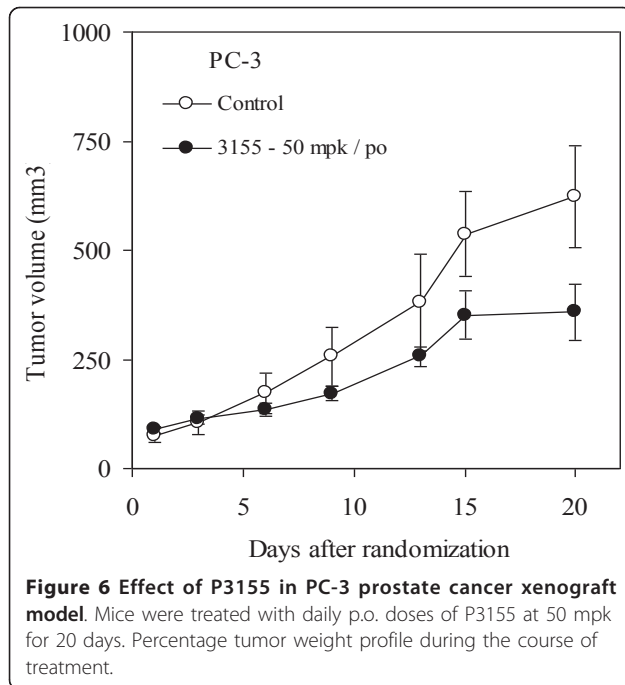 1000
PC-3
Control
3155 - 50 mpk / po
750
500
250
0
Tumor volume (mm3
0 5 10 15 20
Days after randomization
Figure 6 Effect of P3155 in PC-3 prostate cancer xenograft
model. Mice were treated with daily p.o. doses of P3155 at 50 mpk
for 20 days. Percentage tumor weight profile during the course of
treatment.